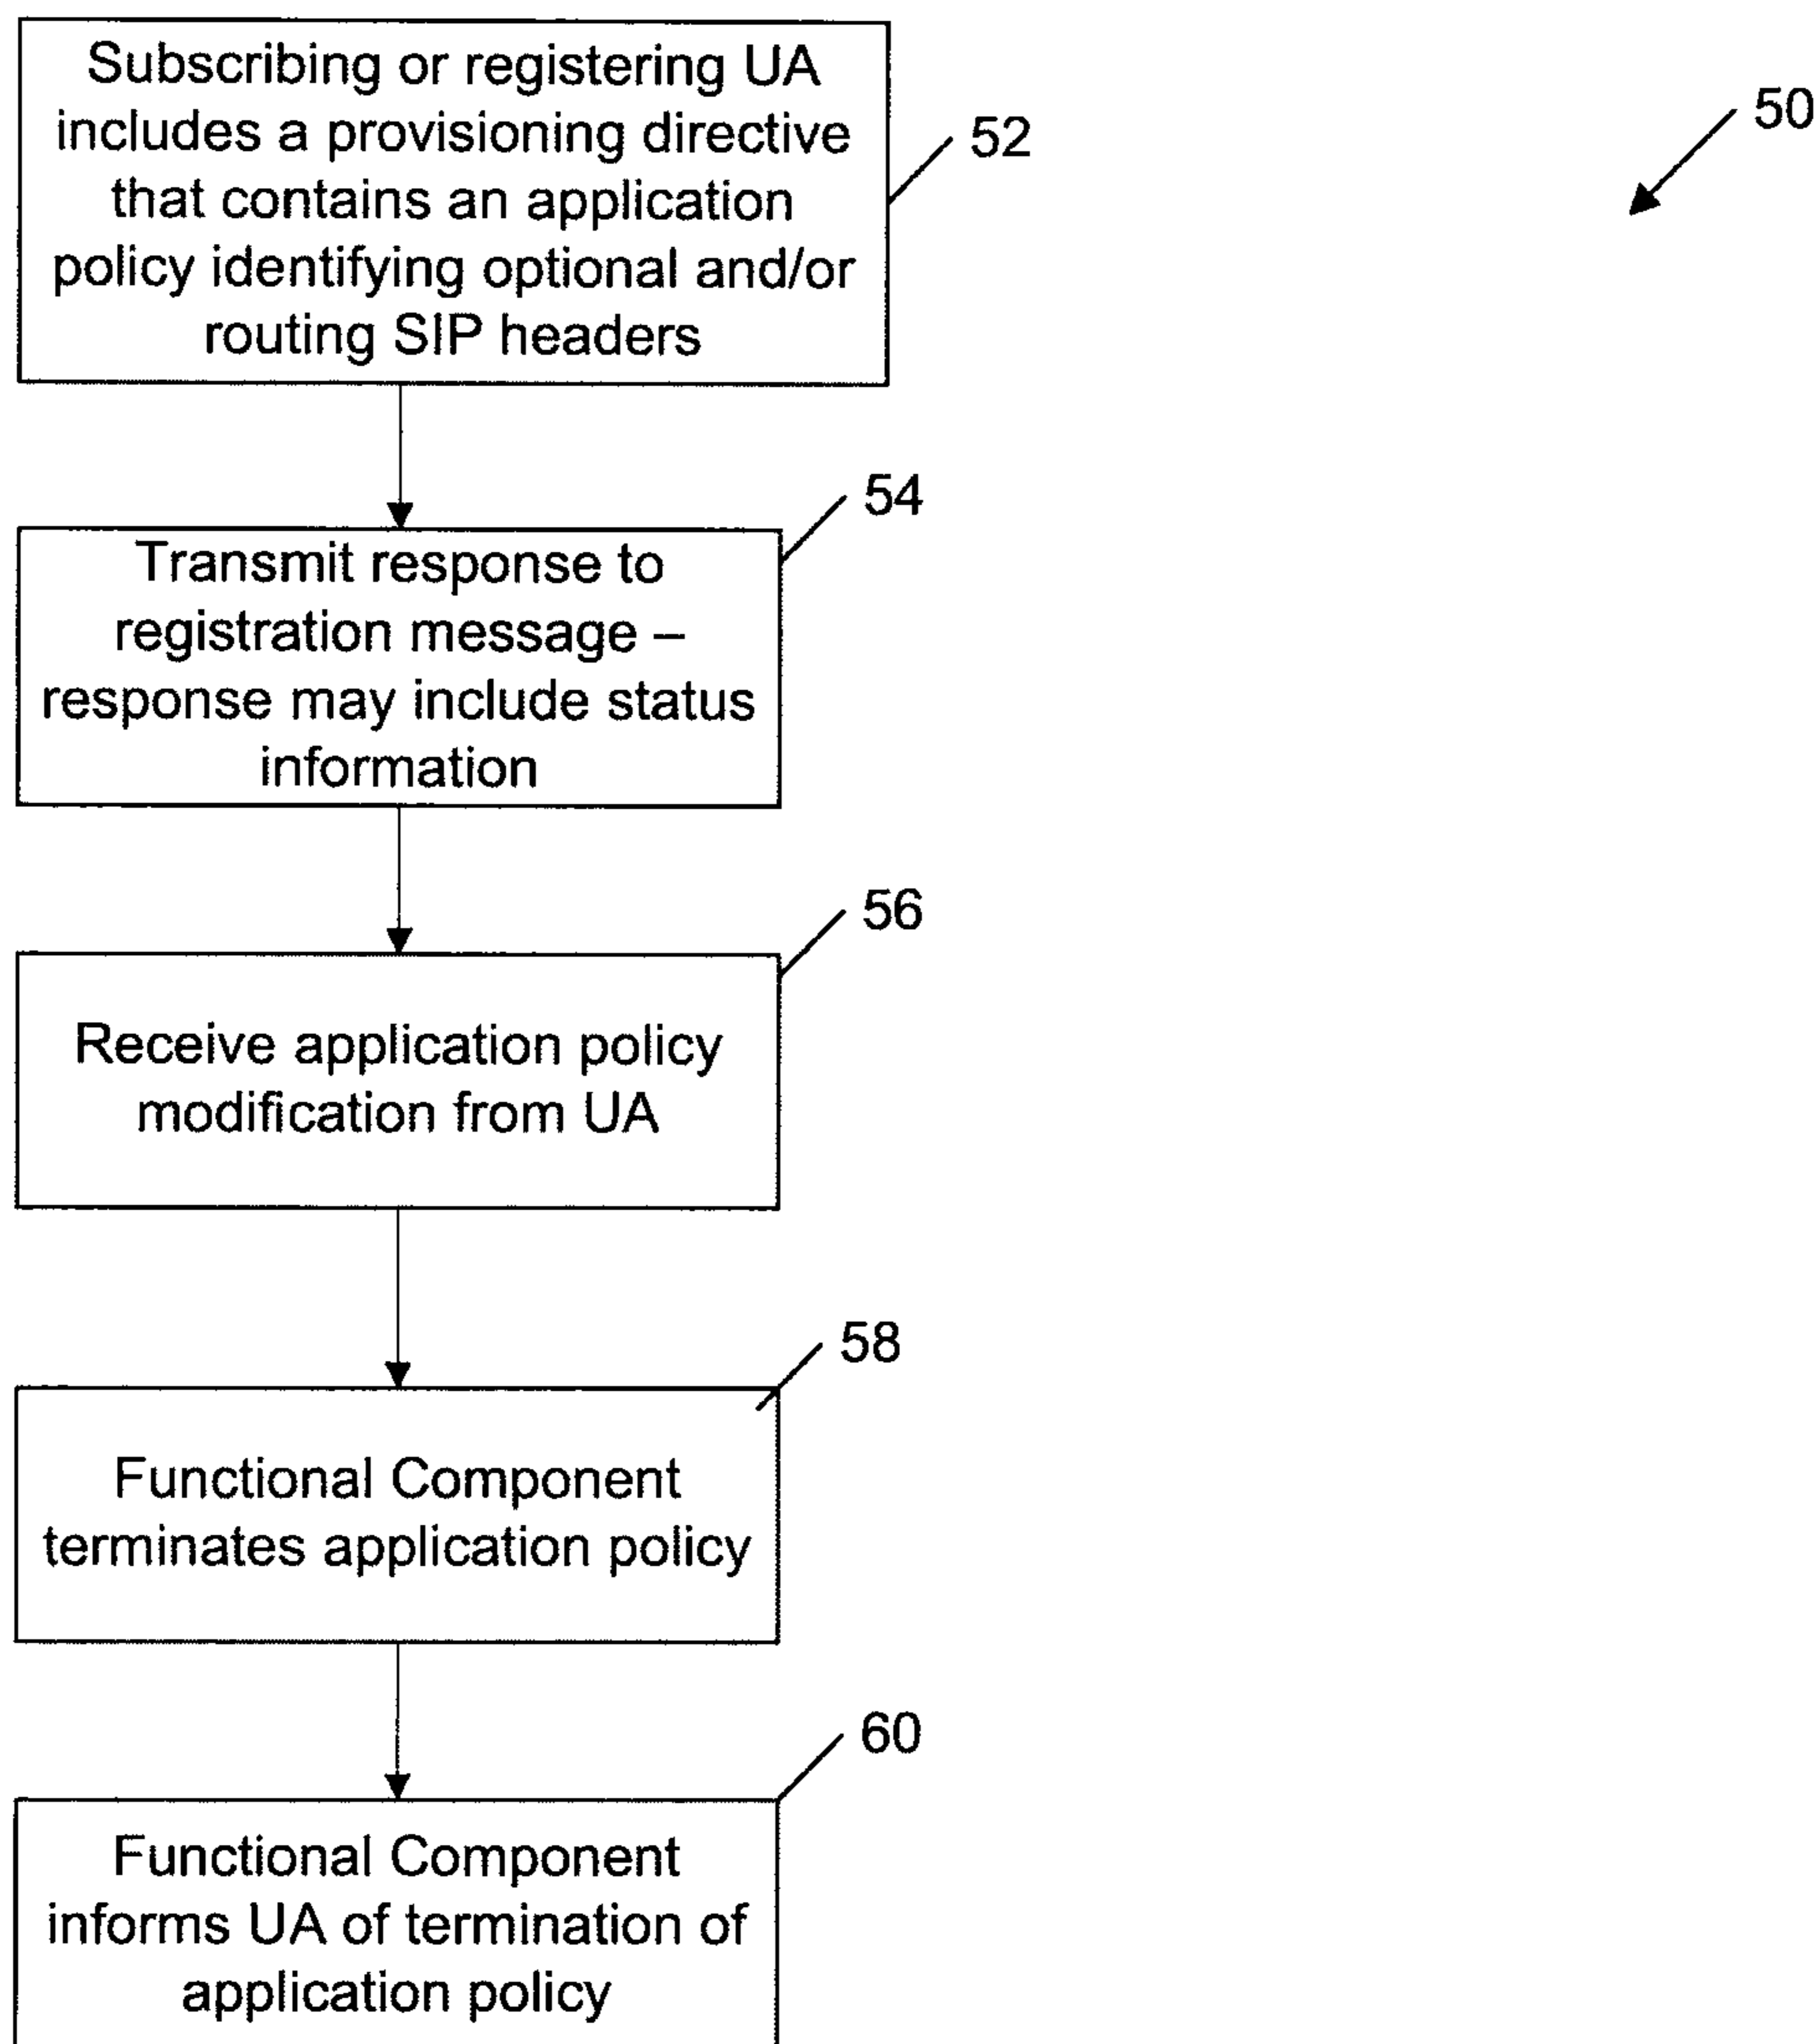 Subscribing or registering UA
includes a provisioning directive
that contains an application
policy identifying optional and/or
routing SIP headers
52
50
Transmit response to
registration message –
response may include status
information
54
Receive application policy
modification from UA
56
Functional Component
terminates application policy
58
Functional Component
informs UA of termination of
application policy
60